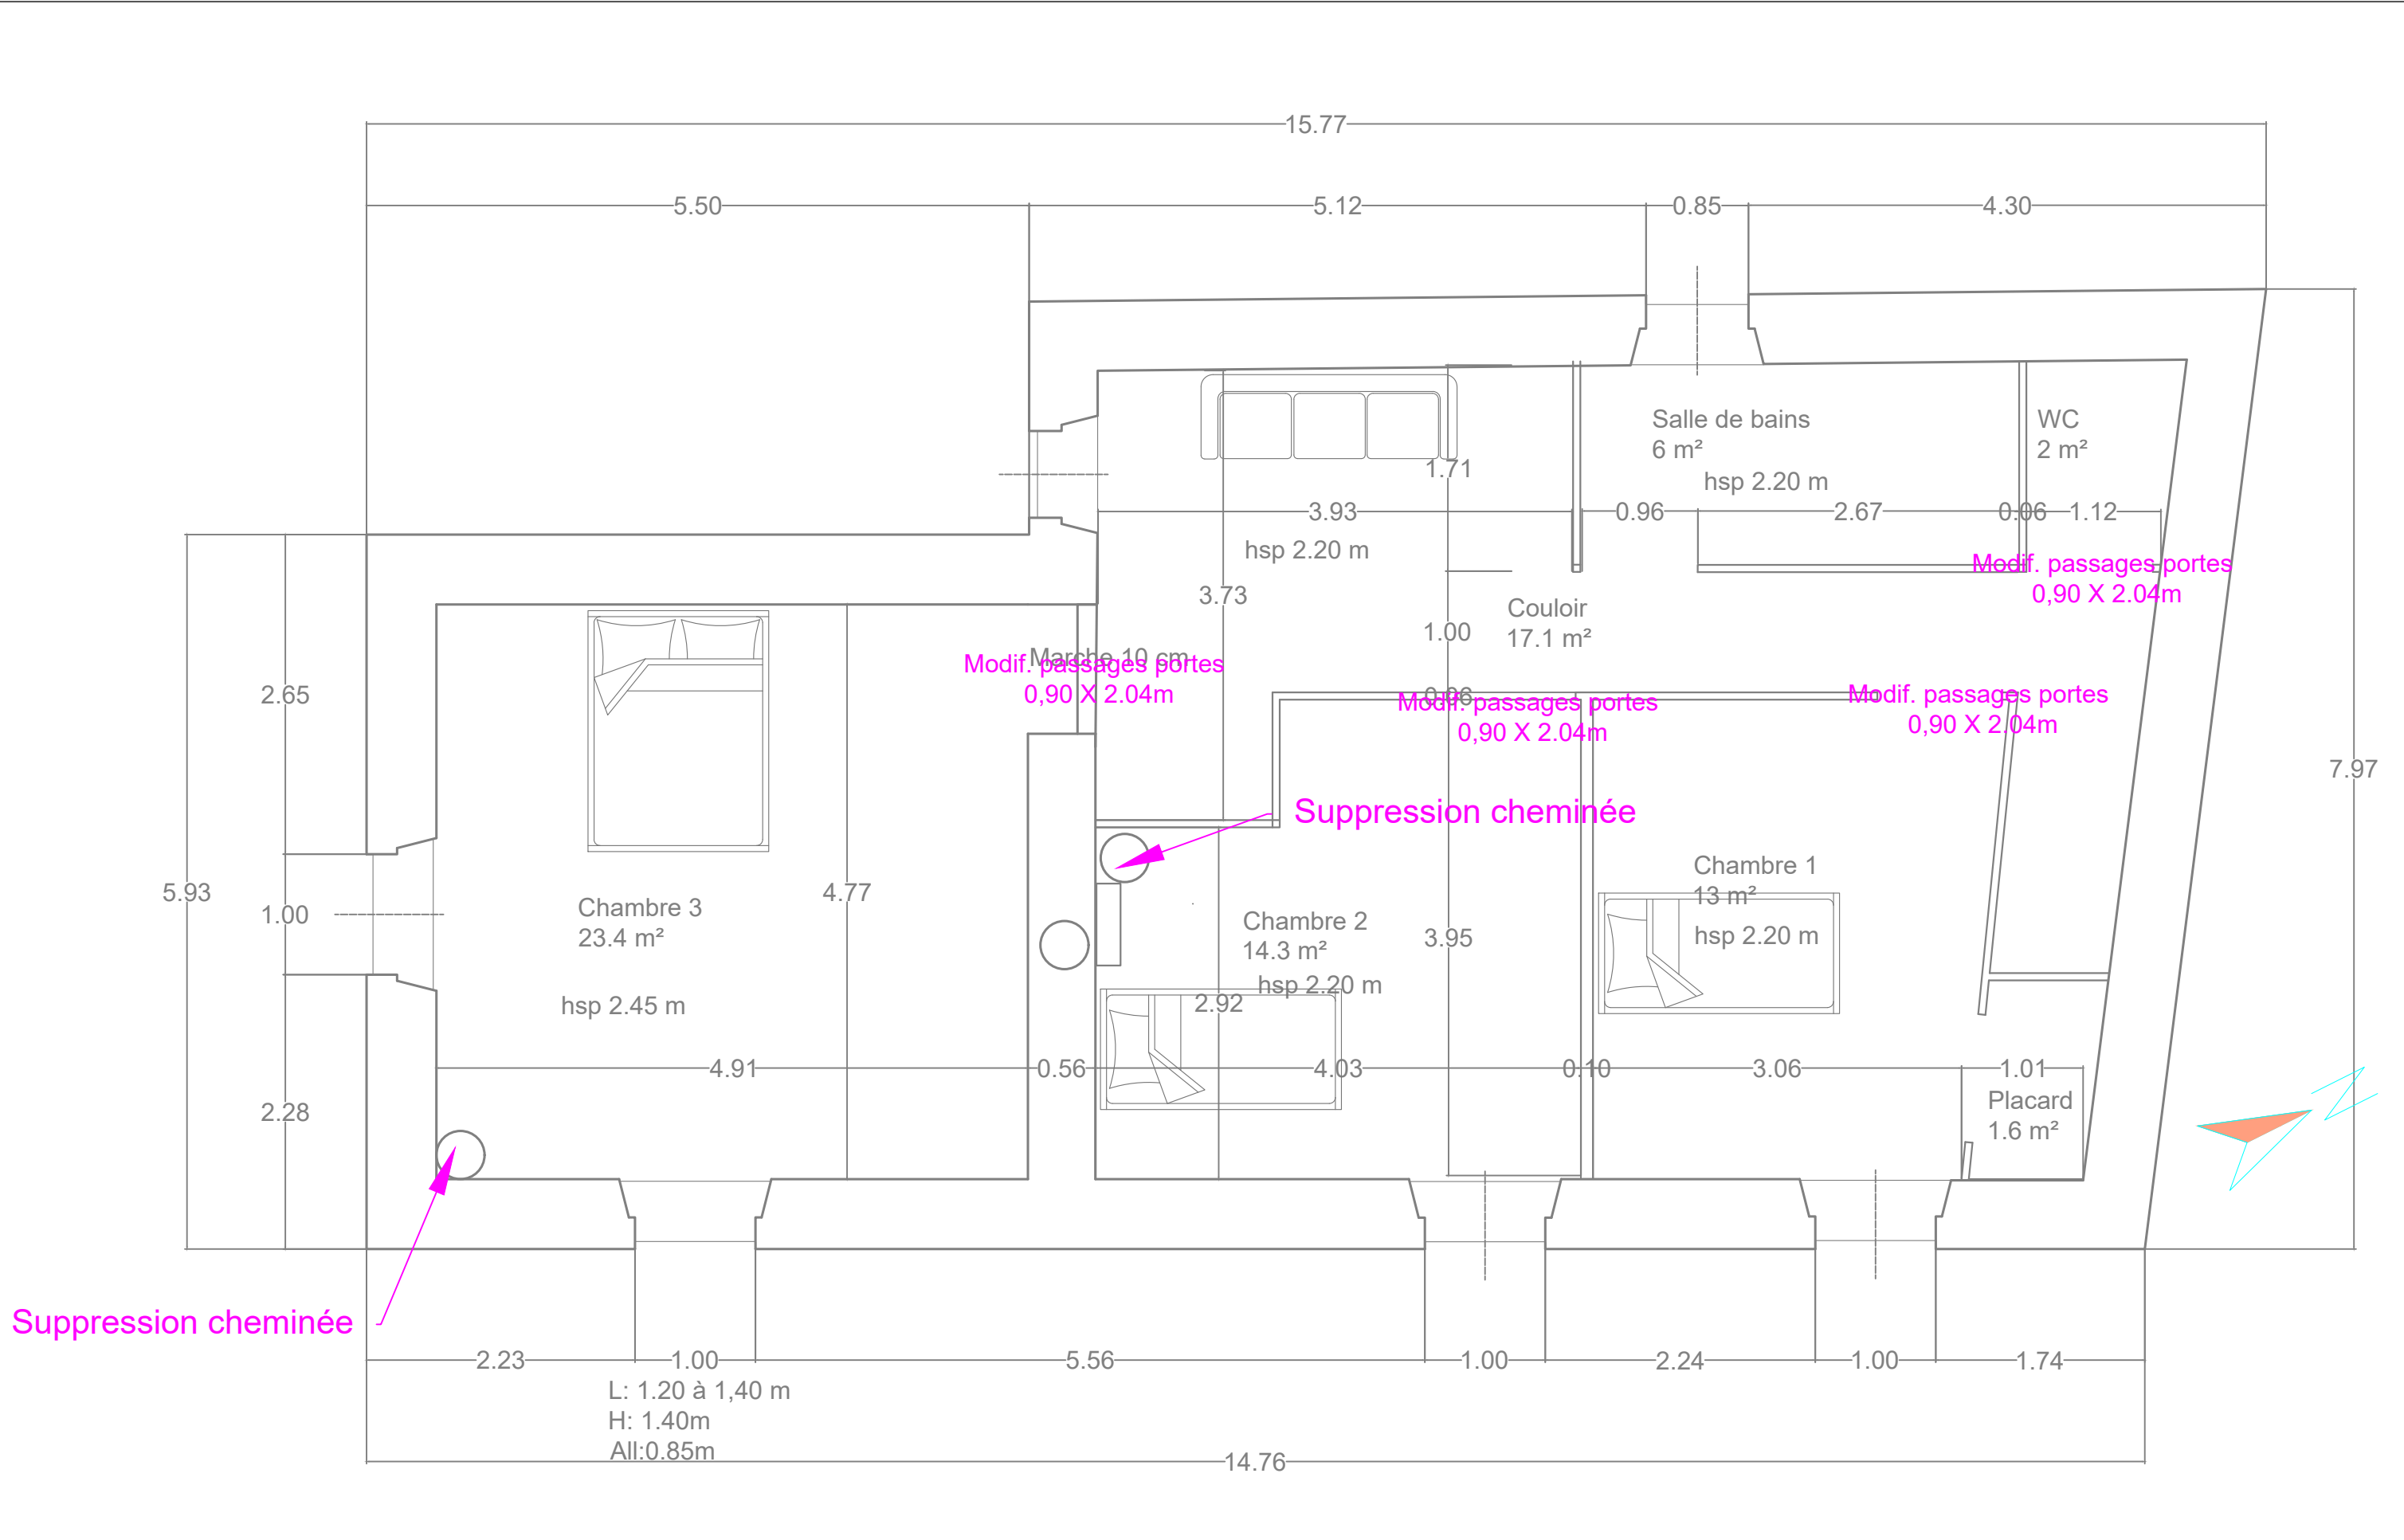 15.77
5.50
5.12
0.85
4.30
Salle de bains
6 m²
hsp 2.20 m
WC
2 m²
1.71
3.93
0.96
2.67
0.06
1.12
hsp 2.20 m
Modif. passages portes
0,90 X 2.04m
3.73
Couloir
17.1 m²
1.00
Marche 10 cm
Modif. passages portes
0,90 X 2.04m
2.65
0.06
Modif. passages portes
0,90 X 2.04m
Modif. passages portes
0,90 X 2.04m
7.97
Suppression cheminée
5.93
1.00
Chambre 3
23.4 m²
4.77
Chambre 2
14.3 m²
hsp 2.20 m
3.95
Chambre 1
13 m²
hsp 2.20 m
hsp 2.45 m
2.92
4.91
0.56
4.03
0.10
3.06
1.01
Placard
1.6 m²
N
2.28
Suppression cheminée
2.23
1.00
5.56
1.00
2.24
1.00
1.74
L: 1.20 à 1,40 m
H: 1.40m
All:0.85m
14.76